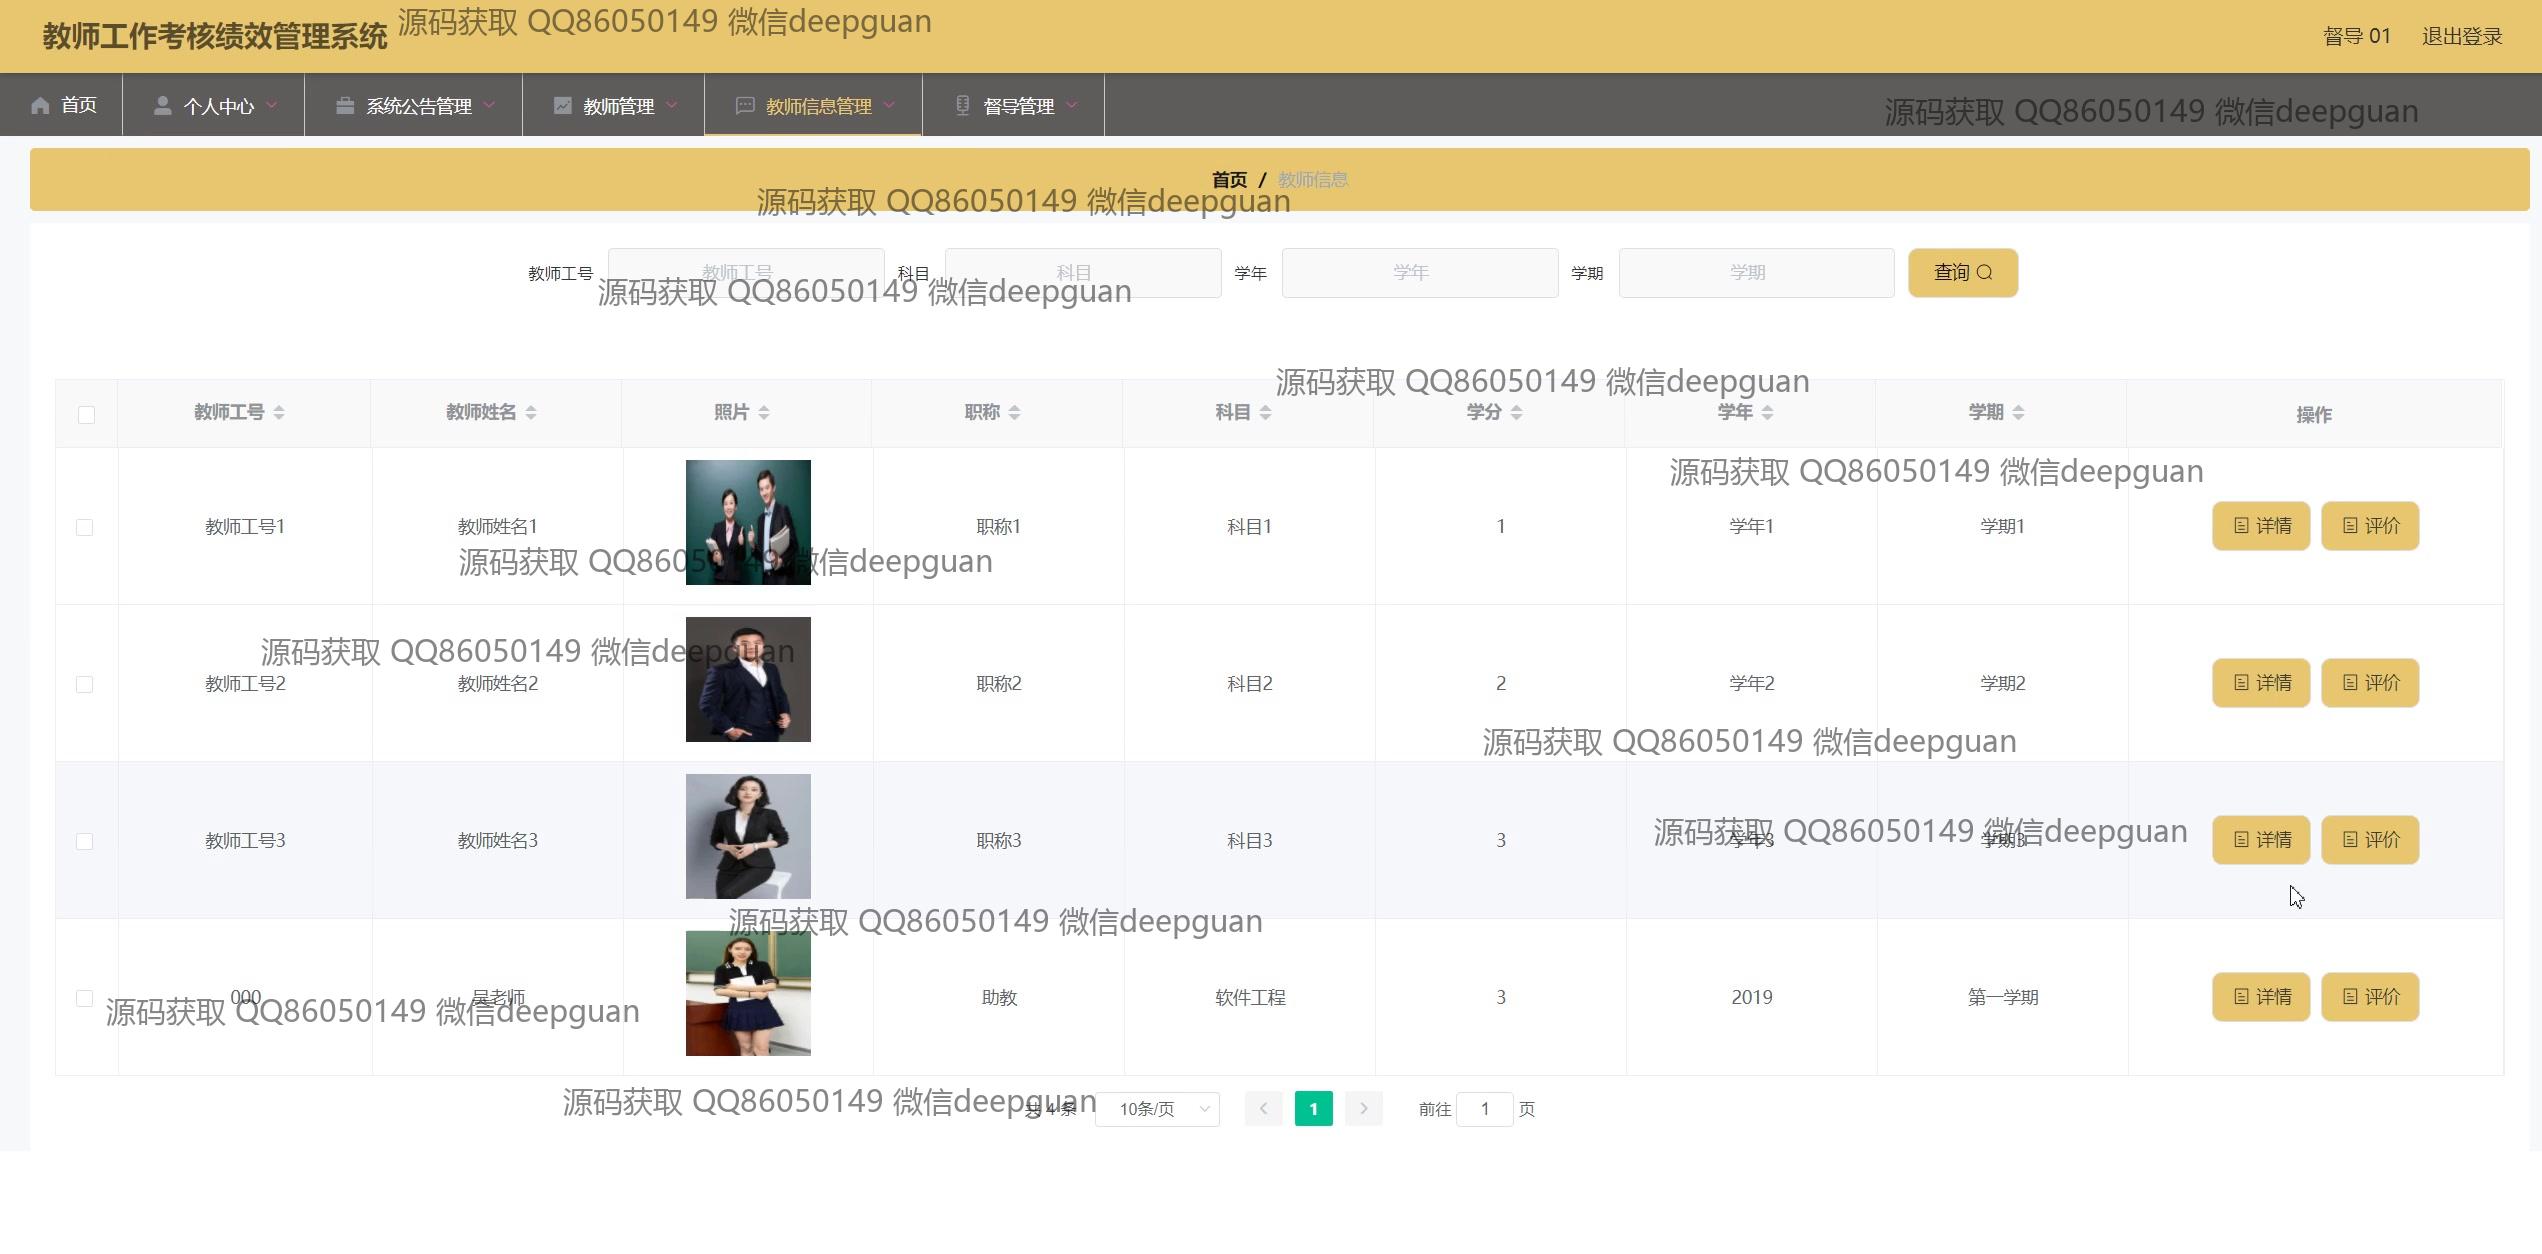 教师工作考核绩效管理系统 源码获取 QQ86050149 微信deepguan 督导 01 退出登录
首页 个人中心 系统公告管理 教师管理 教师信息管理 督导管理 源码获取 QQ86050149 微信deepguan
首页 / 教师信息
源码获取 QQ86050149 微信deepguan
教师工号 教师工号 科目 科目 学年 学年 学期 学期 查询
源码获取 QQ86050149 微信deepguan
源码获取 QQ86050149 微信deepguan
教师工号 教师姓名 照片 职称 科目 学分 学年 学期 操作
源码获取 QQ86050149 微信deepguan
教师工号1 教师姓名1 职称1 科目1 1 学年1 学期1 详情 评价
源码获取 QQ86050149 微信deepguan
源码获取 QQ86050149 微信deepguan
教师工号2 教师姓名2 职称2 科目2 2 学年2 学期2 详情 评价
源码获取 QQ86050149 微信deepguan
源码获取 QQ86050149 微信deepguan
教师工号3 教师姓名3 职称3 科目3 3 学年3 学期3 详情 评价
源码获取 QQ86050149 微信deepguan
000 吴老师 助教 软件工程 3 2019 第一学期 详情 评价
源码获取 QQ86050149 微信deepguan
源码获取 QQ86050149 微信deepguan
共 4 条 10条/页 1 前往 1 页